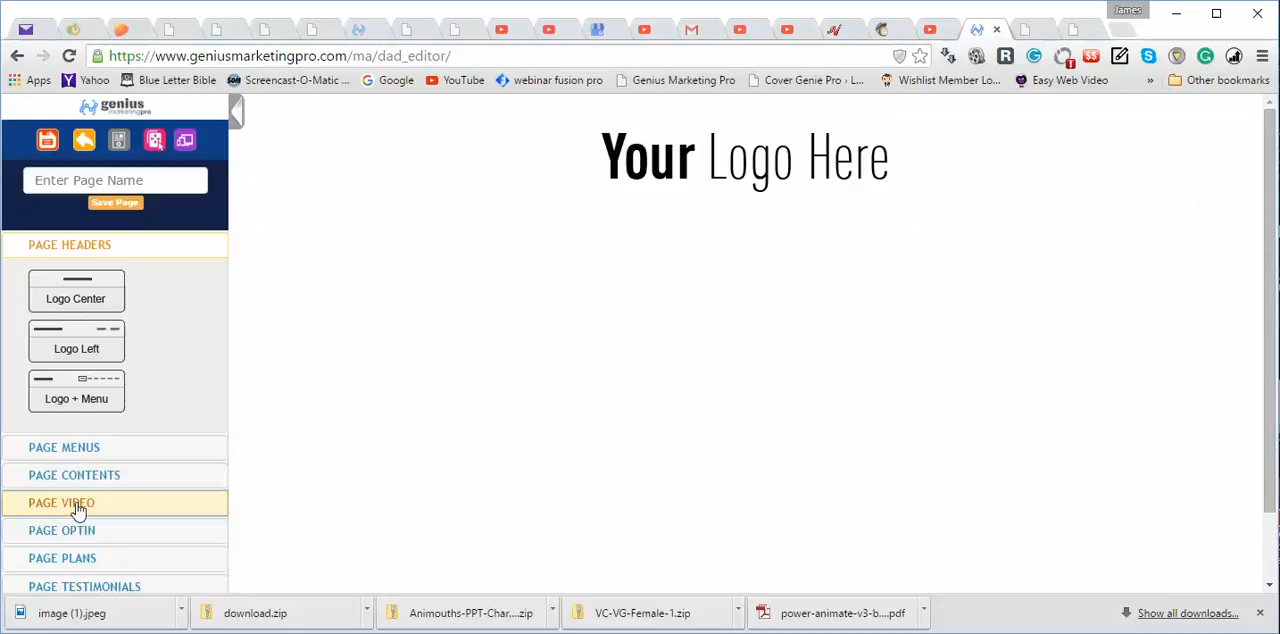 James
https://www.geniusmarketingpro.com/ma/dad_editor/
Apps
Yahoo
Blue Letter Bible
Screencast-O-Matic ...
Google
YouTube
webinar fusion pro
Genius Marketing Pro
Cover Genie Pro › L...
Wishlist Member Lo...
Easy Web Video
»
Other bookmarks
genius
marketingpro
Enter Page Name
Save Page
PAGE HEADERS
Logo Center
Logo Left
Logo + Menu
PAGE MENUS
PAGE CONTENTS
PAGE VIDEO
PAGE OPTIN
PAGE PLANS
PAGE TESTIMONIALS
Your Logo Here
image (1).jpeg
download.zip
Animouths-PPT-Char....zip
VC-VG-Female-1.zip
power-animate-v3-b....pdf
Show all downloads...